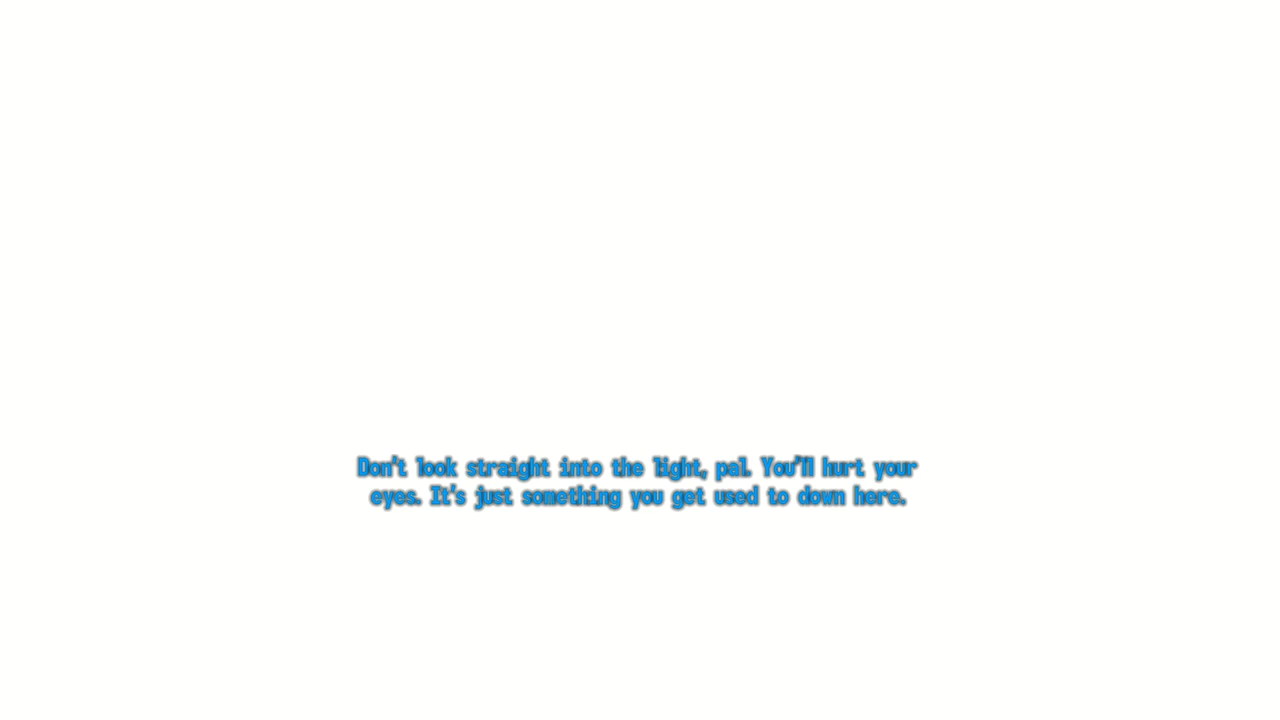 Don't look straight into the light, pal. You'll hurt your
eyes. It's just something you get used to down here.